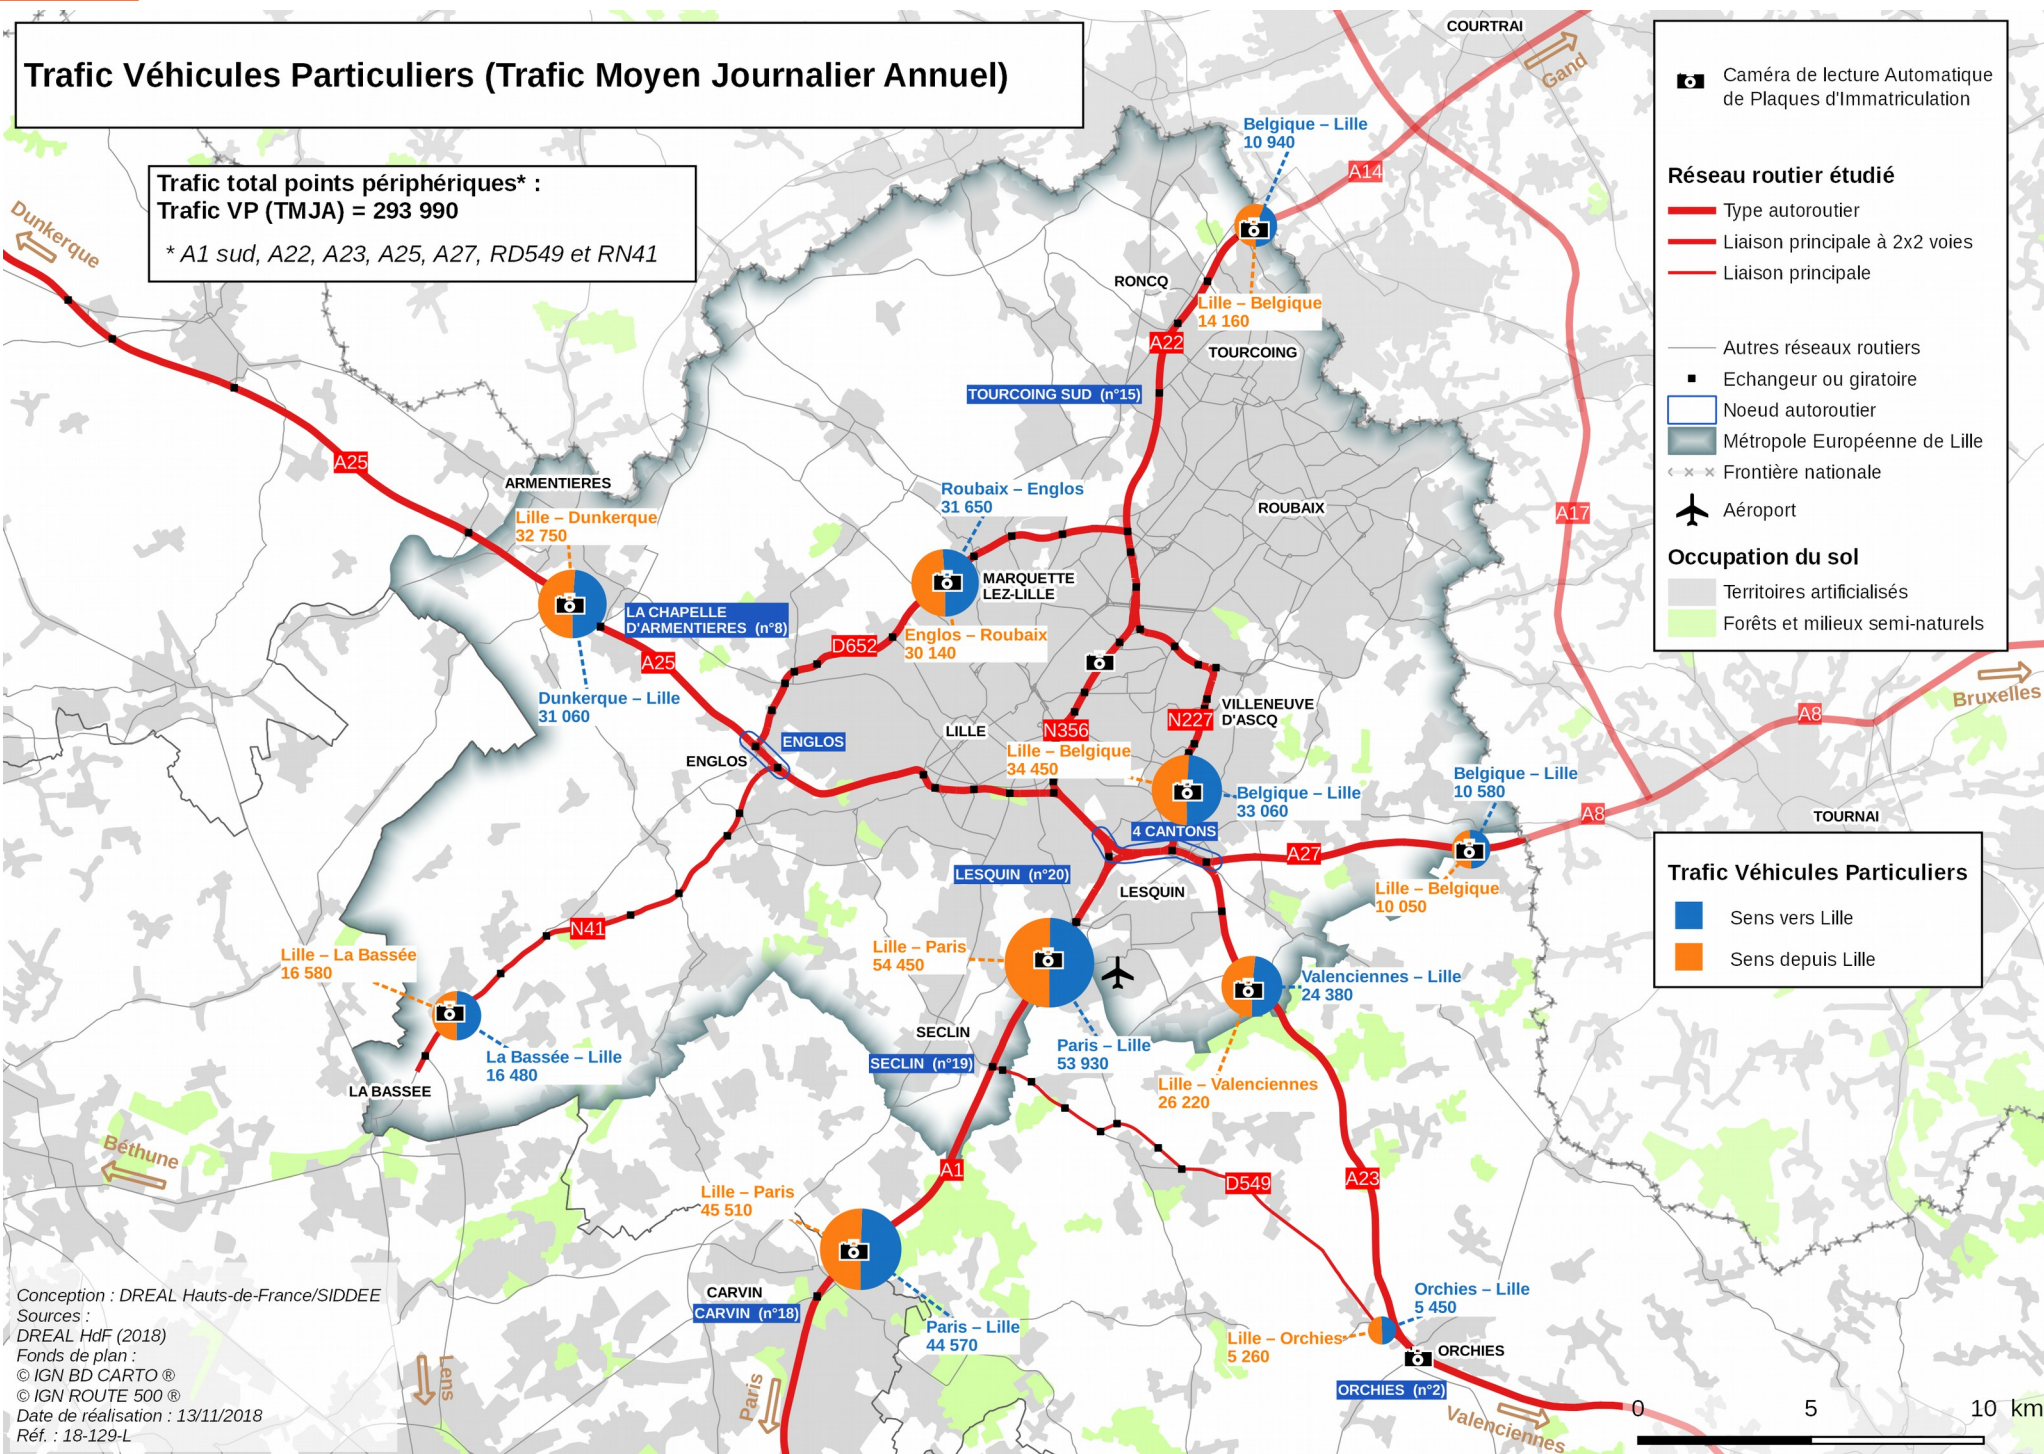 Trafic Véhicules Particuliers (Trafic Moyen Journalier Annuel)
Trafic total points périphériques* :
Trafic VP (TMJA) = 293 990
* A1 sud, A22, A23, A25, A27, RD549 et RN41
Caméra de lecture Automatique
de Plaques d'Immatriculation
Réseau routier étudié
Type autoroutier
Liaison principale à 2x2 voies
Liaison principale
Autres réseaux routiers
Echangeur ou giratoire
Noeud autoroutier
Métropole Européenne de Lille
Frontière nationale
Aéroport
Occupation du sol
Territoires artificialisés
Forêts et milieux semi-naturels
Trafic Véhicules Particuliers
Sens vers Lille
Sens depuis Lille
COURTRAI
Gand
Belgique – Lille
10 940
A14
Dunkerque
RONCQ
Lille – Belgique
14 160
A22
TOURCOING
TOURCOING SUD (n°15)
A25
ARMENTIERES
Roubaix – Englos
31 650
ROUBAIX
A17
Lille – Dunkerque
32 750
MARQUETTE
LEZ-LILLE
LA CHAPELLE
D'ARMENTIERES (n°8)
Englos – Roubaix
30 140
D652
A25
Dunkerque – Lille
31 060
Bruxelles
A8
VILLENEUVE
D'ASCQ
N227
N356
LILLE
ENGLOS
ENGLOS
Lille – Belgique
34 450
Belgique – Lille
33 060
Belgique – Lille
10 580
A8
TOURNAI
4 CANTONS
A27
LESQUIN (n°20)
LESQUIN
Lille – Belgique
10 050
N41
Lille – La Bassée
16 580
Lille – Paris
54 450
Valenciennes – Lille
24 380
SECLIN
Paris – Lille
53 930
La Bassée – Lille
16 480
SECLIN (n°19)
Lille – Valenciennes
26 220
LA BASSEE
Béthune
A1
D549
A23
Lille – Paris
45 510
CARVIN
CARVIN (n°18)
Paris – Lille
44 570
Orchies – Lille
5 450
Lille – Orchies
5 260
ORCHIES
ORCHIES (n°2)
Lens
Paris
Valenciennes
0 5 10 km
Conception : DREAL Hauts-de-France/SIDDEE
Sources :
DREAL HdF (2018)
Fonds de plan :
© IGN BD CARTO ®
© IGN ROUTE 500 ®
Date de réalisation : 13/11/2018
Réf. : 18-129-L